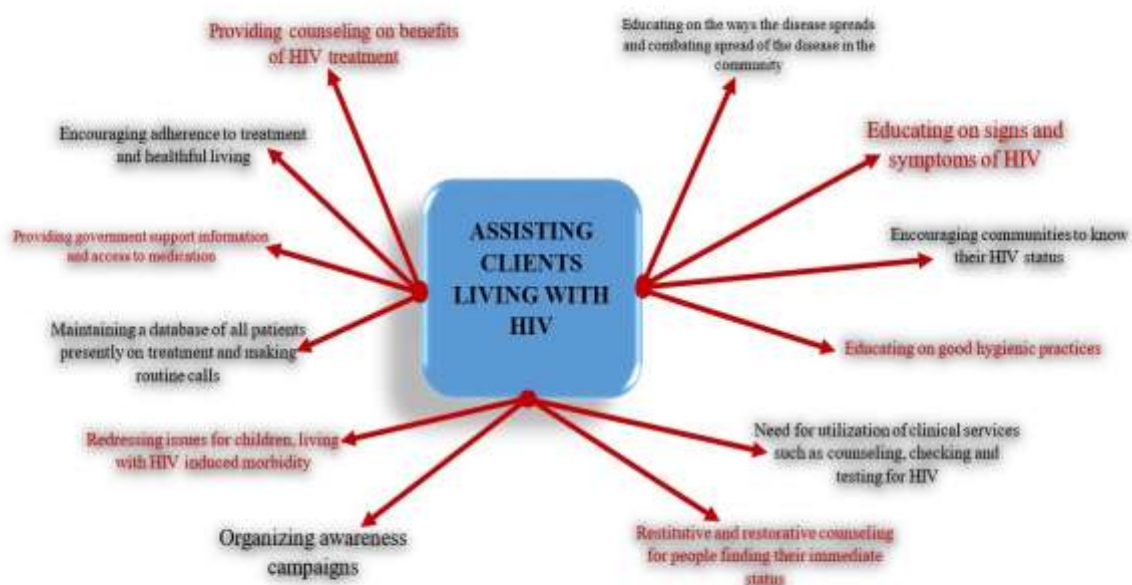 Providing counseling on benefits
of HIV treatment
Educating on the ways the disease spreads
and combating spread of the disease in the
community
Encouraging adherence to treatment
and healthful living
Educating on signs and
symptoms of HIV
Providing government support information
and access to medication
ASSISTING
CLIENTS
LIVING WITH
HIV
Encouraging communities to know
their HIV status
Maintaining a database of all patients
presently on treatment and making
routine calls
Educating on good hygienic practices
Redressing issues for children, living
with HIV induced morbidity
Need for utilization of clinical services
such as counseling, checking and
testing for HIV
Organizing awareness
campaigns
Restitutive and restorative counseling
for people finding their immediate
status